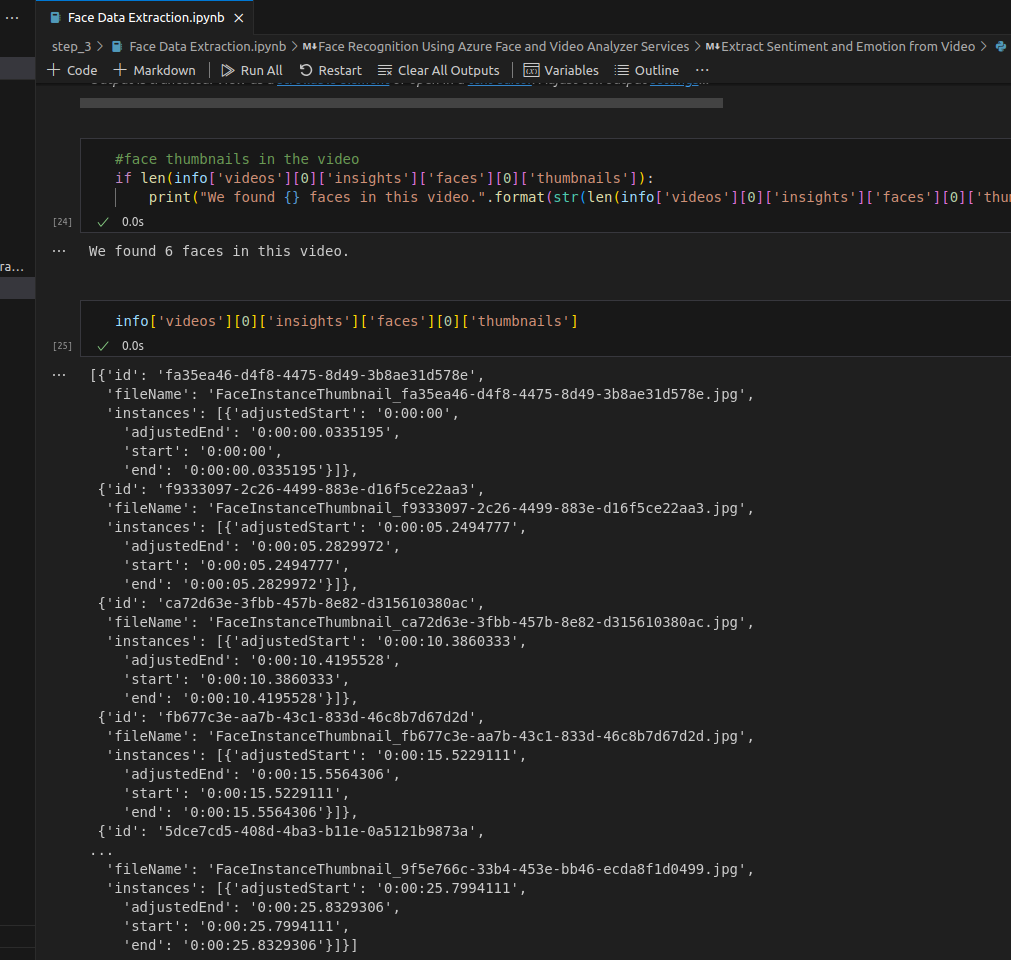 Face Data Extraction.ipynb
step_3 > Face Data Extraction.ipynb > M↓Face Recognition Using Azure Face and Video Analyzer Services > M↓Extract Sentiment and Emotion from Video >
+ Code + Markdown | Run All Restart Clear All Outputs | Variables Outline ...
#face thumbnails in the video
if len(info['videos'][0]['insights']['faces'][0]['thumbnails']):
print("We found {} faces in this video.".format(str(len(info['videos'][0]['insights']['faces'][0]['thu
[24] 0.0s
ra...
... We found 6 faces in this video.
info['videos'][0]['insights']['faces'][0]['thumbnails']
[25] 0.0s
... [{'id': 'fa35ea46-d4f8-4475-8d49-3b8ae31d578e',
'fileName': 'FaceInstanceThumbnail_fa35ea46-d4f8-4475-8d49-3b8ae31d578e.jpg',
'instances': [{'adjustedStart': '0:00:00',
'adjustedEnd': '0:00:00.0335195',
'start': '0:00:00',
'end': '0:00:00.0335195'}]},
{'id': 'f9333097-2c26-4499-883e-d16f5ce22aa3',
'fileName': 'FaceInstanceThumbnail_f9333097-2c26-4499-883e-d16f5ce22aa3.jpg',
'instances': [{'adjustedStart': '0:00:05.2494777',
'adjustedEnd': '0:00:05.2829972',
'start': '0:00:05.2494777',
'end': '0:00:05.2829972'}]},
{'id': 'ca72d63e-3fbb-457b-8e82-d315610380ac',
'fileName': 'FaceInstanceThumbnail_ca72d63e-3fbb-457b-8e82-d315610380ac.jpg',
'instances': [{'adjustedStart': '0:00:10.3860333',
'adjustedEnd': '0:00:10.4195528',
'start': '0:00:10.3860333',
'end': '0:00:10.4195528'}]},
{'id': 'fb677c3e-aa7b-43c1-833d-46c8b7d67d2d',
'fileName': 'FaceInstanceThumbnail_fb677c3e-aa7b-43c1-833d-46c8b7d67d2d.jpg',
'instances': [{'adjustedStart': '0:00:15.5229111',
'adjustedEnd': '0:00:15.5564306',
'start': '0:00:15.5229111',
'end': '0:00:15.5564306'}]},
{'id': '5dce7cd5-408d-4ba3-b11e-0a5121b9873a',
...
'fileName': 'FaceInstanceThumbnail_9f5e766c-33b4-453e-bb46-ecda8f1d0499.jpg',
'instances': [{'adjustedStart': '0:00:25.7994111',
'adjustedEnd': '0:00:25.8329306',
'start': '0:00:25.7994111',
'end': '0:00:25.8329306'}]}]